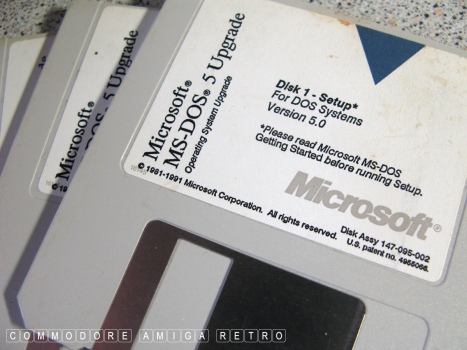 Microsoft®
MS-DOS® 5 Upgrade
Operating System Upgrade
Disk 1 - Setup*
For DOS Systems
Version 5.0
*Please read Microsoft MS-DOS
Getting Started before running Setup.
Microsoft®
© 1981-1991 Microsoft Corporation. All rights reserved.
Disk Assy 147-095-002
U.S. patent no. 4955066.
Microsoft®
DOS® 5 Upgrade
COMMODORE AMIGA RETRO